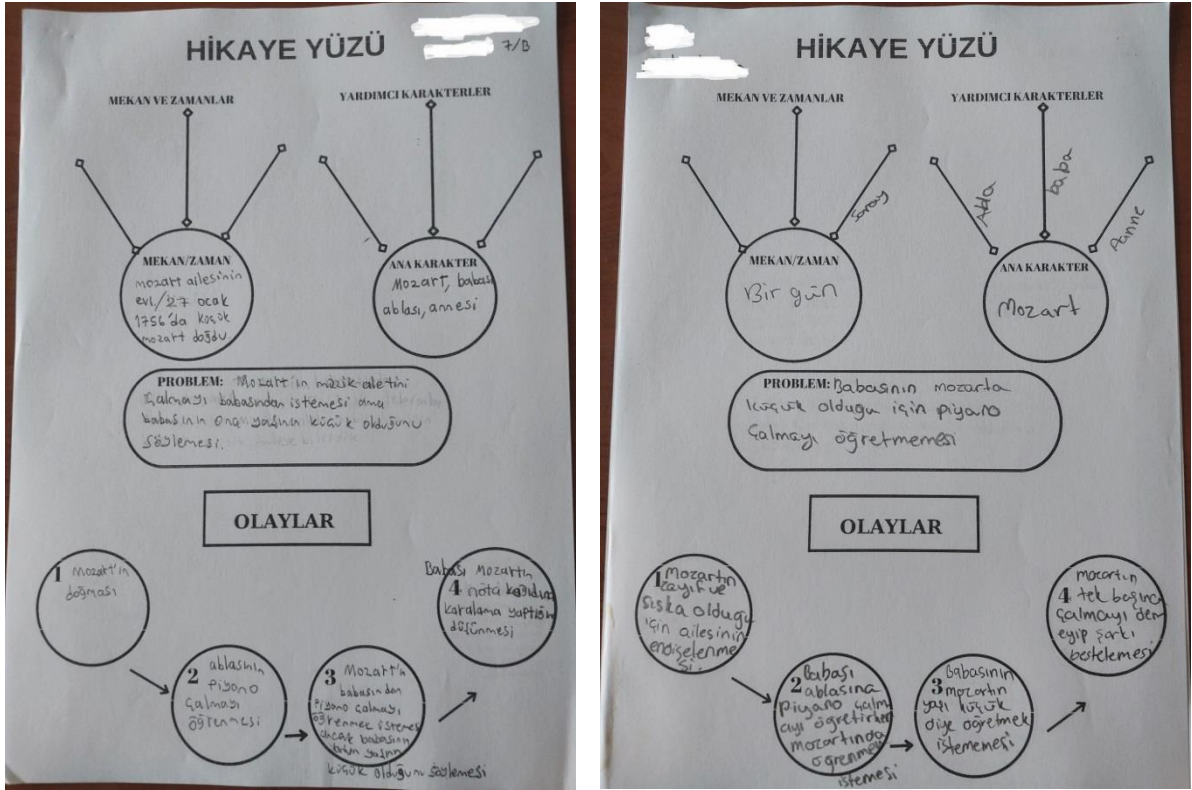 HİKAYE YÜZÜ
7/B
MEKAN VE ZAMANLAR
YARDIMCI KARAKTERLER
MEKAN/ZAMAN
mozart ailesinin
evi/27 ocak
1756'da küçük
mozart doğdu
ANA KARAKTER
Mozart, babası
ablası, annesi
PROBLEM: Mozart'ın müzik aletini
çalmayı babasından istemesi ama
babasının ona yaşına küçük olduğunu
söylemesi.
OLAYLAR
1 Mozart'ın
doğması
2 ablasının
piyano
çalmayı
öğrenmesi
3 Mozart'ın
babasından
piyano çalmayı
öğrenmek istemesi
ancak babasının
yaşının
küçük olduğunu söylemesi
Babası Mozartın
4 nota kağıdına
karalama yaptığını
düşünmesi
HİKAYE YÜZÜ
MEKAN VE ZAMANLAR
YARDIMCI KARAKTERLER
Saray
Abla
baba
Aanne
MEKAN/ZAMAN
Bir gün
ANA KARAKTER
Mozart
PROBLEM: Babasının mozarta
küçük olduğu için piyano
çalmayı öğretmemesi
OLAYLAR
1 Mozartın
zayıf ve
sıska olduğu
için ailesinin
endişelenme
si.
2 Babası
ablasına
piyano çalm
ayı öğretirken
mozartında
öğrenmeyi
istemesi
3 Babasının
mozartın
yaşı küçük
diye öğretmek
istememesi
mozartın
4 tek başına
çalmayı den
eyip şarkı
bestelemesi